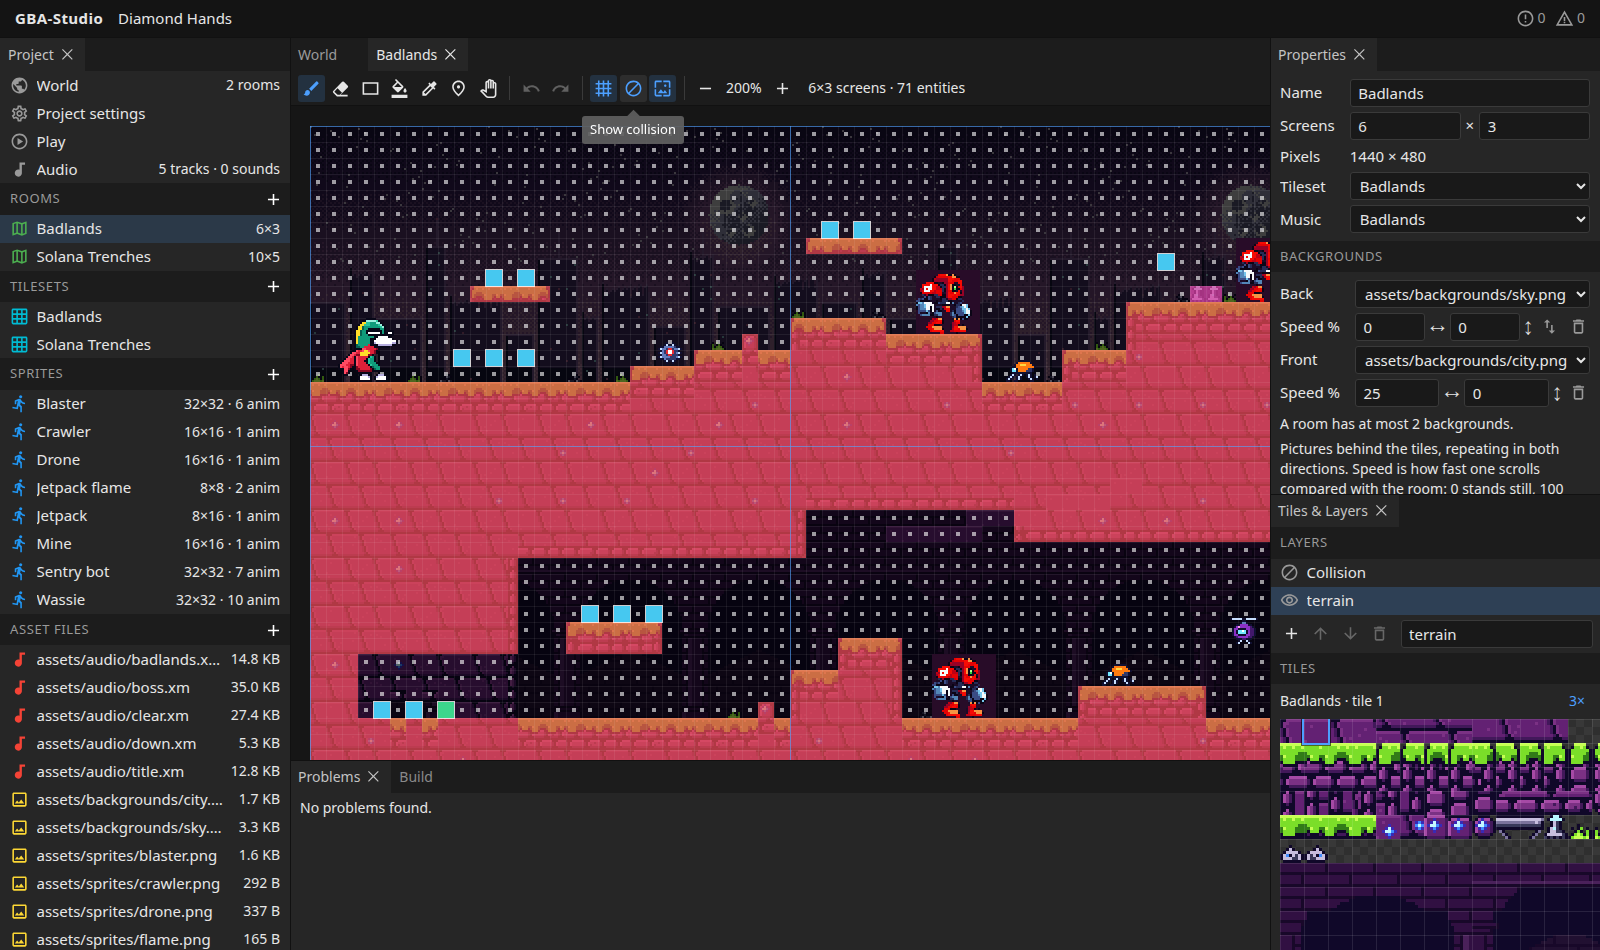 GBA-Studio Diamond Hands
0 0
Project
World 2 rooms
Project settings
Play
Audio 5 tracks · 0 sounds
ROOMS
Badlands 6×3
Solana Trenches 10×5
TILESETS
Badlands
Solana Trenches
SPRITES
Blaster 32×32 · 6 anim
Crawler 16×16 · 1 anim
Drone 16×16 · 1 anim
Jetpack flame 8×8 · 2 anim
Jetpack 8×16 · 1 anim
Mine 16×16 · 1 anim
Sentry bot 32×32 · 7 anim
Wassie 32×32 · 10 anim
ASSET FILES
assets/audio/badlands.x... 14.8 KB
assets/audio/boss.xm 35.0 KB
assets/audio/clear.xm 27.4 KB
assets/audio/down.xm 5.3 KB
assets/audio/title.xm 12.8 KB
assets/backgrounds/city.... 1.7 KB
assets/backgrounds/sky.... 3.3 KB
assets/sprites/blaster.png 1.6 KB
assets/sprites/crawler.png 292 B
assets/sprites/drone.png 337 B
assets/sprites/flame.png 165 B
World Badlands
200% 6×3 screens · 71 entities
Show collision
Problems Build
No problems found.
Properties
Name Badlands
Screens 6 × 3
Pixels 1440 × 480
Tileset Badlands
Music Badlands
BACKGROUNDS
Back assets/backgrounds/sky.png
Speed % 0 ↔ 0 ↕
Front assets/backgrounds/city.png
Speed % 25 ↔ 0 ↕
A room has at most 2 backgrounds.
Pictures behind the tiles, repeating in both
directions. Speed is how fast one scrolls
compared with the room: 0 stands still, 100
Tiles & Layers
LAYERS
Collision
terrain
terrain
TILES
Badlands · tile 1 3×